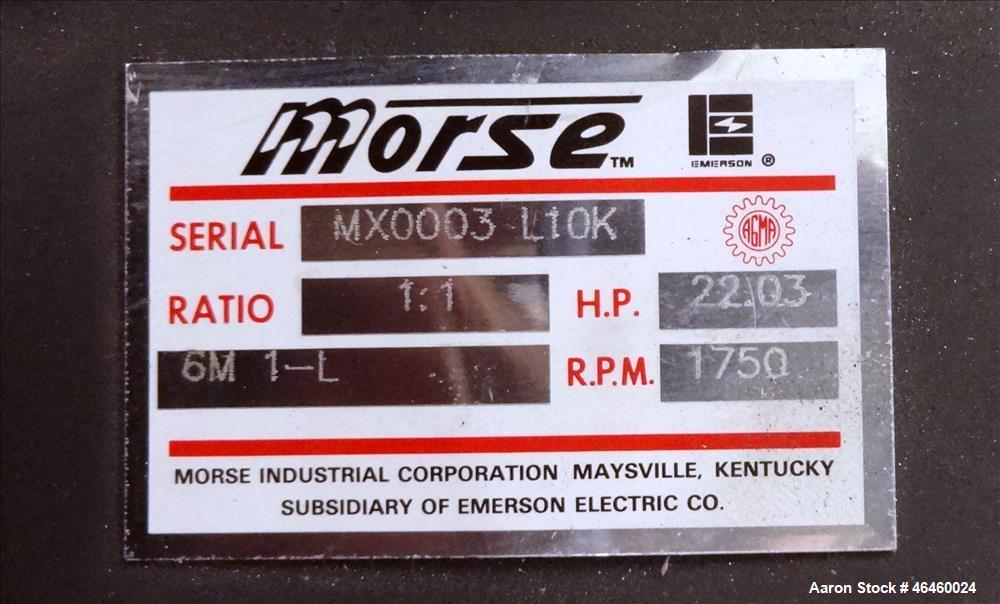 morse™
EMERSON ®
SERIAL MX0003 L10K
AGMA
RATIO 1:1 H.P. 22.03
6M 1-L R.P.M. 1750
MORSE INDUSTRIAL CORPORATION MAYSVILLE, KENTUCKY
SUBSIDIARY OF EMERSON ELECTRIC CO.
Aaron Stock # 46460024